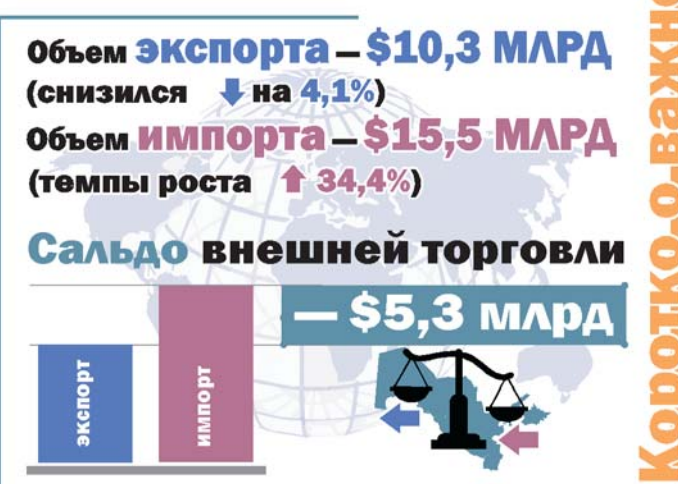 Объем экспорта – $10,3 МЛРД
(снизился на 4,1%)
Объем импорта – $15,5 МЛРД
(темпы роста 34,4%)
Сальдо внешней торговли
– $5,3 млрд
экспорт
импорт
Коротко о важно